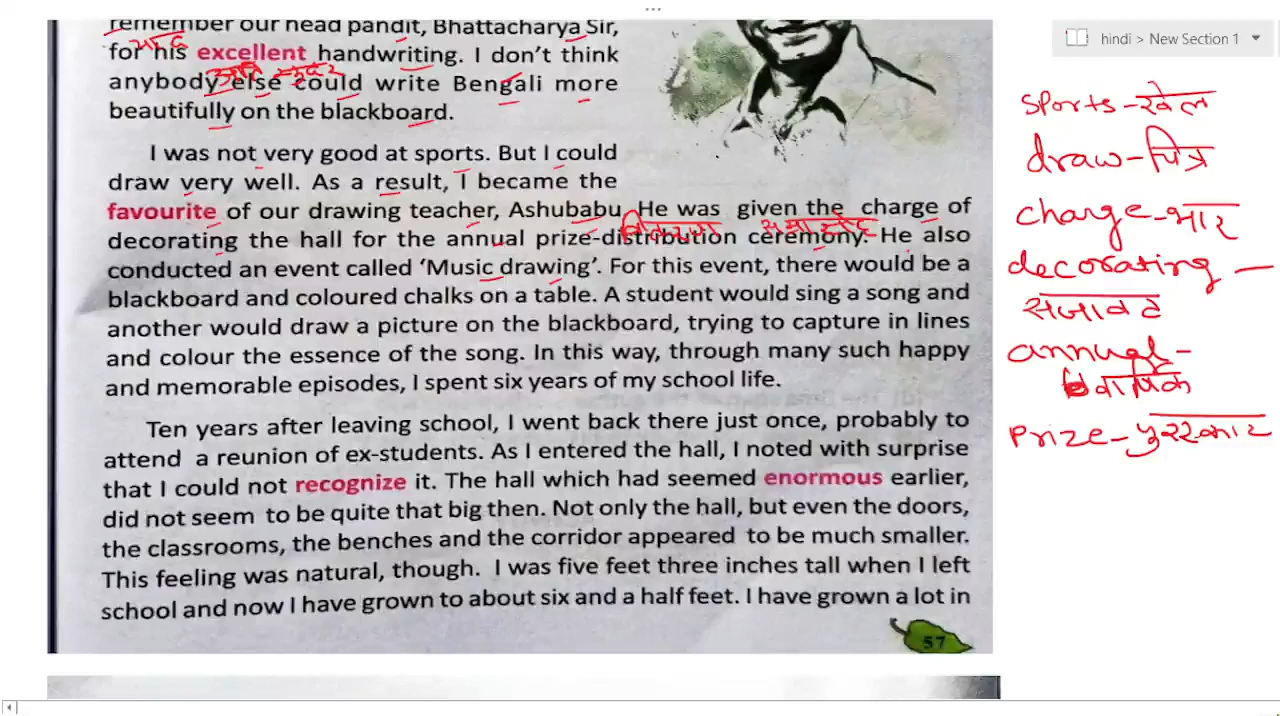 remember our head pandit, Bhattacharya Sir,
for his excellent handwriting. I don't think
anybody else could write Bengali more
beautifully on the blackboard.
I was not very good at sports. But I could
draw very well. As a result, I became the
favourite of our drawing teacher, Ashubabu. He was given the charge of
वितरण समारोह
decorating the hall for the annual prize-distribution ceremony. He also
conducted an event called 'Music drawing'. For this event, there would be a
blackboard and coloured chalks on a table. A student would sing a song and
another would draw a picture on the blackboard, trying to capture in lines
and colour the essence of the song. In this way, through many such happy
and memorable episodes, I spent six years of my school life.
Ten years after leaving school, I went back there just once, probably to
attend a reunion of ex-students. As I entered the hall, I noted with surprise
that I could not recognize it. The hall which had seemed enormous earlier,
did not seem to be quite that big then. Not only the hall, but even the doors,
the classrooms, the benches and the corridor appeared to be much smaller.
This feeling was natural, though. I was five feet three inches tall when I left
school and now I have grown to about six and a half feet. I have grown a lot in
57
hindi > New Section 1
sports-खेल
draw-चित्र
charge-भार
decorating -
सजावट
annual-
वार्षिक
Prize-पुरस्कार